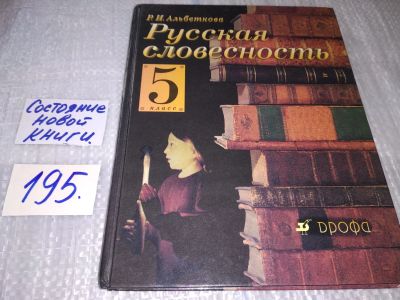 Р. И. Альбеткова
Русская
словесность
5
класс
Состояние
новой
книги.
195.
дрофа